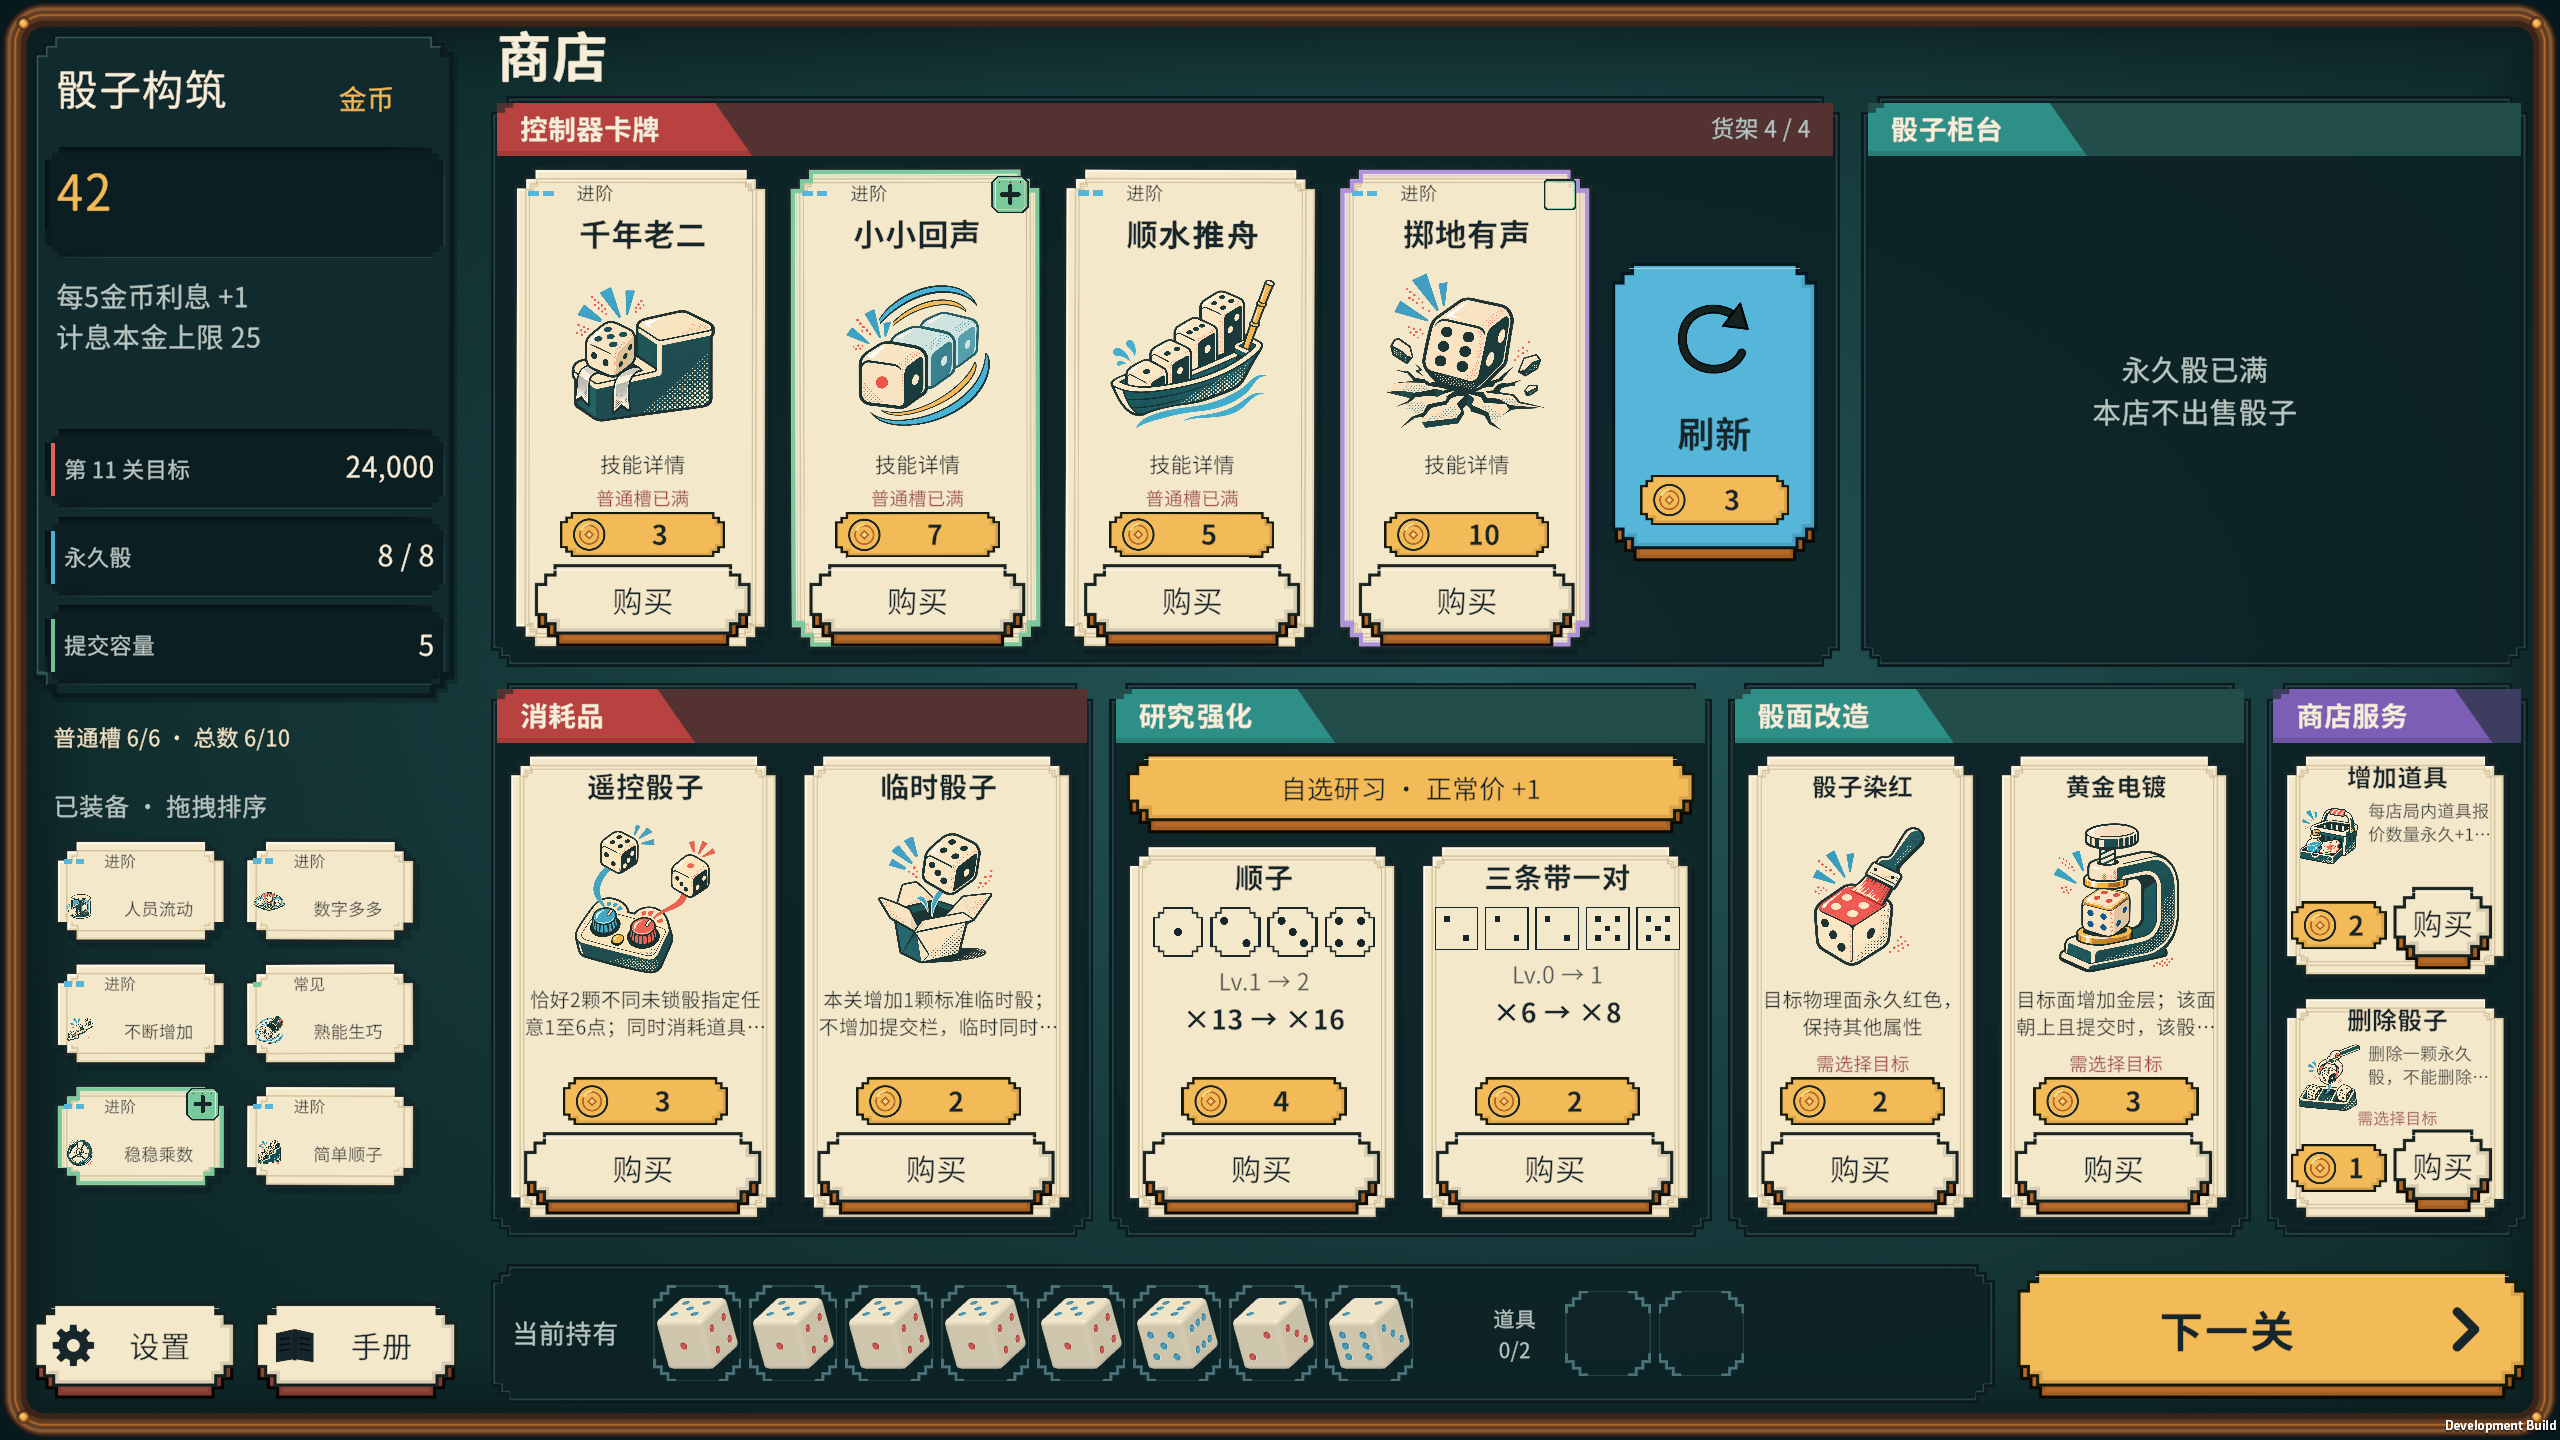 骰子构筑
金币
42
每5金币利息 +1
计息本金上限 25
第 11 关目标 24,000
永久骰 8 / 8
提交容量 5
普通槽 6/6 · 总数 6/10
已装备 · 拖拽排序
进阶
人员流动
进阶
数字多多
进阶
不断增加
常见
熟能生巧
进阶
稳稳乘数
进阶
简单顺子
设置
手册
商店
控制器卡牌
货架 4 / 4
进阶
千年老二
技能详情
普通槽已满
3
购买
进阶
小小回声
技能详情
普通槽已满
7
购买
进阶
顺水推舟
技能详情
普通槽已满
5
购买
进阶
掷地有声
技能详情
10
购买
刷新
3
骰子柜台
永久骰已满
本店不出售骰子
消耗品
遥控骰子
恰好2颗不同未锁骰指定任
意1至6点；同时消耗道具…
3
购买
临时骰子
本关增加1颗标准临时骰；
不增加提交栏，临时同时…
2
购买
研究强化
自选研习 · 正常价 +1
顺子
Lv.1 → 2
×13 → ×16
4
购买
三条带一对
Lv.0 → 1
×6 → ×8
2
购买
骰面改造
骰子染红
目标物理面永久红色，
保持其他属性
需选择目标
2
购买
黄金电镀
目标面增加金层；该面
朝上且提交时，该骰…
需选择目标
3
购买
商店服务
增加道具
每店局内道具报
价数量永久+1…
2
购买
删除骰子
删除一颗永久
骰，不能删除…
需选择目标
1
购买
当前持有
道具
0/2
下一关
Development Build